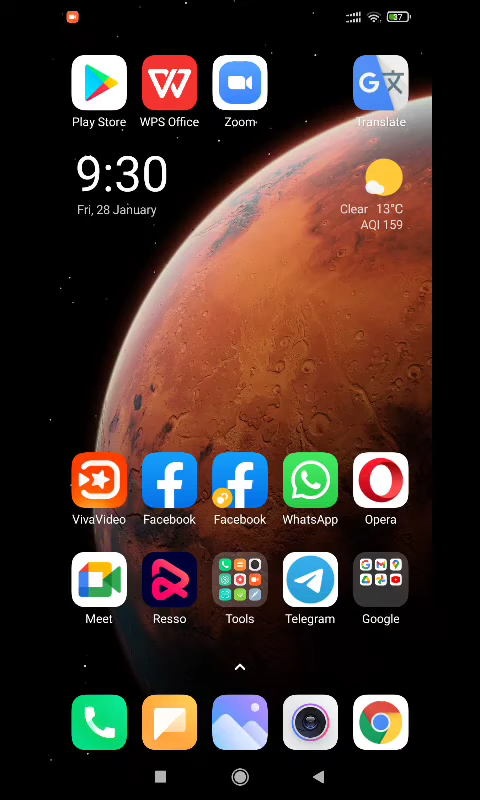 37
Play Store WPS Office Zoom Translate
9:30
Fri, 28 January
Clear 13°C
AQI 159
VivaVideo Facebook Facebook WhatsApp Opera
Meet Resso Tools Telegram Google